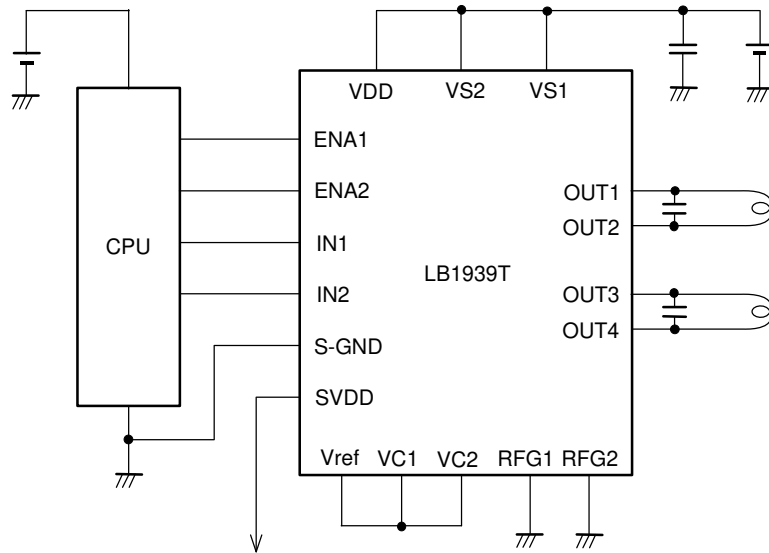 VDD VS2 VS1
ENA1
ENA2
IN1
IN2
S-GND
SVDD
CPU
LB1939T
OUT1
OUT2
OUT3
OUT4
Vref VC1 VC2 RFG1 RFG2